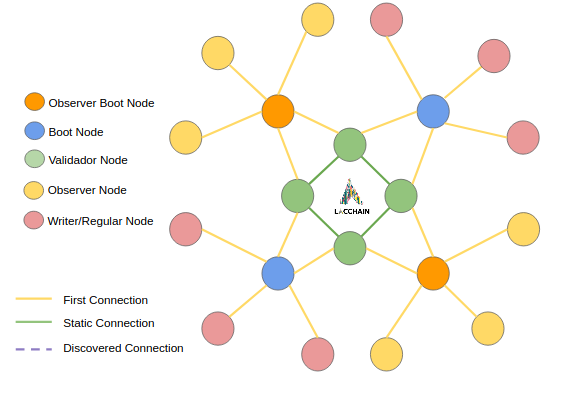 Observer Boot Node
Boot Node
Validador Node
Observer Node
Writer/Regular Node
LACCHAIN
First Connection
Static Connection
Discovered Connection